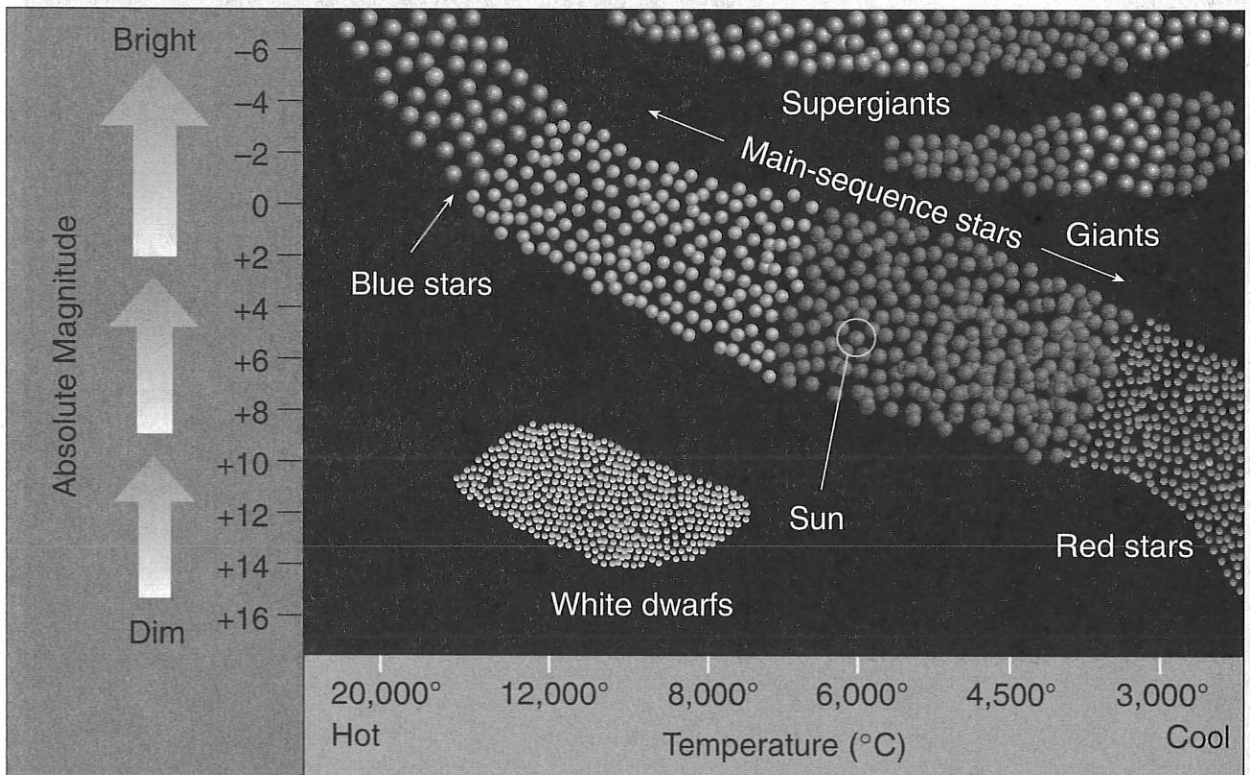 Bright
Absolute Magnitude
–6
–4
–2
0
+2
+4
+6
+8
+10
+12
+14
+16
Dim
Supergiants
Main-sequence stars
Giants
Blue stars
Sun
Red stars
White dwarfs
20,000° 12,000° 8,000° 6,000° 4,500° 3,000°
Hot Temperature (°C) Cool